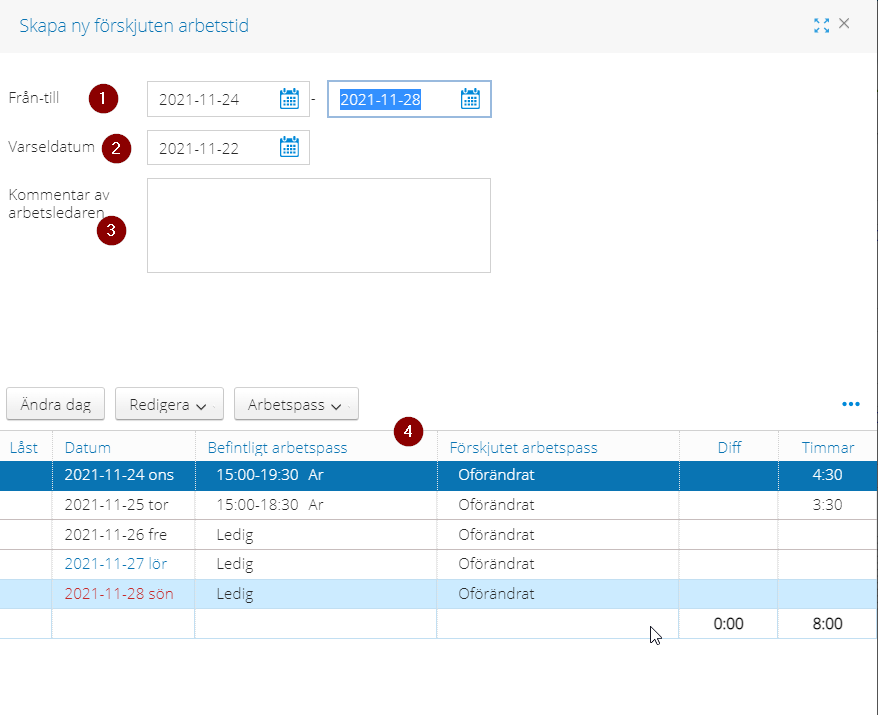 Skapa ny förskjuten arbetstid
Från-till 1 2021-11-24 - 2021-11-28
Varseldatum 2 2021-11-22
Kommentar av
arbetsledaren
3
Ändra dag Redigera Arbetspass
4
Låst Datum Befintligt arbetspass Förskjutet arbetspass Diff Timmar
2021-11-24 ons 15:00-19:30 Ar Oförändrat 4:30
2021-11-25 tor 15:00-18:30 Ar Oförändrat 3:30
2021-11-26 fre Ledig Oförändrat
2021-11-27 lör Ledig Oförändrat
2021-11-28 sön Ledig Oförändrat
0:00 8:00